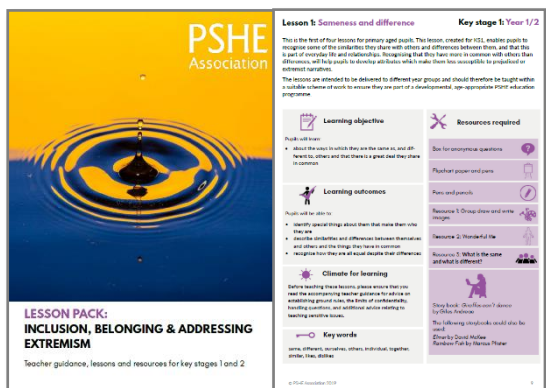 PSHE
Association
LESSON PACK:
INCLUSION, BELONGING & ADDRESSING
EXTREMISM
Teacher guidance, lessons and resources for key stages 1 and 2
Lesson 1: Sameness and difference
Key stage 1: Year 1/2
This is the first of four lessons for primary aged pupils. This lesson, created for KS1, enables pupils to
recognise some of the similarities they share with others and differences between them, and that this
is part of everyday life and relationships. Recognising that they have more in common with others than
differences, will help pupils to develop attributes which make them less susceptible to prejudiced or
extremist narratives.
The lessons are intended to be delivered to different year groups and should therefore be taught within
a suitable scheme of work to ensure they are part of a developmental, age-appropriate PSHE education
programme.
Learning objective
Pupils will learn:
• about the ways in which they are the same as, and dif-
ferent to, others and that there is a great deal they share
in common
Learning outcomes
Pupils will be able to:
• identify special things about them that make them who
they are
• describe similarities and differences between themselves
and others and the things they have in common
• recognise how they are all equal despite their differences
Climate for learning
Before teaching these lessons, please ensure that you
read the accompanying teacher guidance for advice on
establishing ground rules, the limits of confidentiality,
handling questions, and additional advice relating to
teaching sensitive issues.
Key words
same, different, ourselves, others, individual, together,
similar, likes, dislikes
Resources required
Box for anonymous questions
Flipchart paper and pens
Pens and pencils
Resource 1: Group draw and write
images
Resource 2: Wonderful me
Resource 3: What is the same
and what is different?
Story book: Giraffes can't dance
by Giles Andreae
The following storybooks could also be
used:
Elmer by David McKee
Rainbow Fish by Marcus Pfister
© PSHE Association 2019